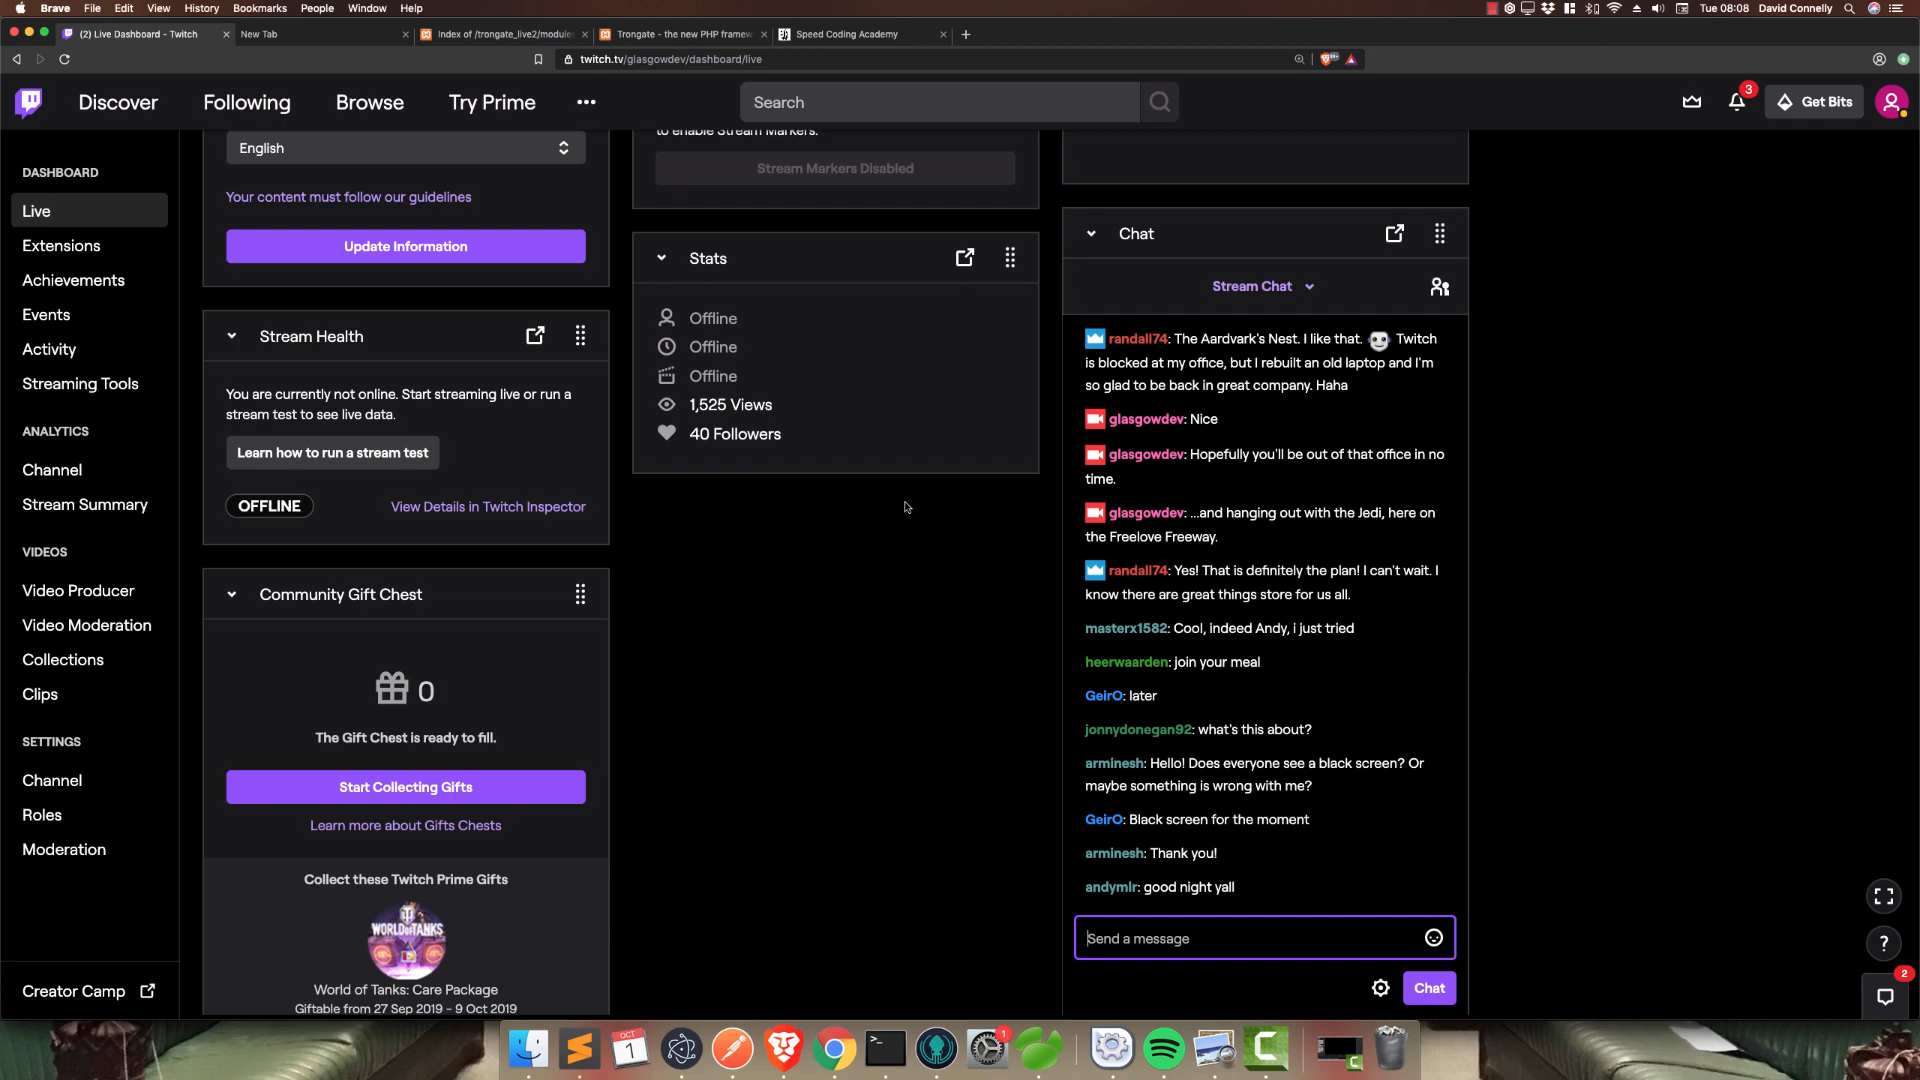 Brave File Edit View History Bookmarks People Window Help
Tue 08:08 David Connelly
(2) Live Dashboard - Twitch
New Tab
Index of /trongate_live2/modules
Trongate - the new PHP framew
Speed Coding Academy
twitch.tv/glasgowdev/dashboard/live
Discover Following Browse Try Prime
Search
3
Get Bits
DASHBOARD
Live
Extensions
Achievements
Events
Activity
Streaming Tools
ANALYTICS
Channel
Stream Summary
VIDEOS
Video Producer
Video Moderation
Collections
Clips
SETTINGS
Channel
Roles
Moderation
Creator Camp
English
Your content must follow our guidelines
Update Information
Stream Health
You are currently not online. Start streaming live or run a
stream test to see live data.
Learn how to run a stream test
OFFLINE
View Details in Twitch Inspector
Community Gift Chest
0
The Gift Chest is ready to fill.
Start Collecting Gifts
Learn more about Gifts Chests
Collect these Twitch Prime Gifts
WORLD OF TANKS
World of Tanks: Care Package
Giftable from 27 Sep 2019 - 9 Oct 2019
to enable Stream Markers.
Stream Markers Disabled
Stats
Offline
Offline
Offline
1,525 Views
40 Followers
Chat
Stream Chat
randall74: The Aardvark's Nest. I like that. Twitch
is blocked at my office, but I rebuilt an old laptop and I'm
so glad to be back in great company. Haha
glasgowdev: Nice
glasgowdev: Hopefully you'll be out of that office in no
time.
glasgowdev: ...and hanging out with the Jedi, here on
the Freelove Freeway.
randall74: Yes! That is definitely the plan! I can't wait. I
know there are great things store for us all.
masterx1582: Cool, indeed Andy, i just tried
heerwaarden: join your meal
GeirO: later
jonnydonegan92: what's this about?
arminesh: Hello! Does everyone see a black screen? Or
maybe something is wrong with me?
GeirO: Black screen for the moment
arminesh: Thank you!
andymlr: good night yall
Send a message
Chat
?
2
OCT
1
1